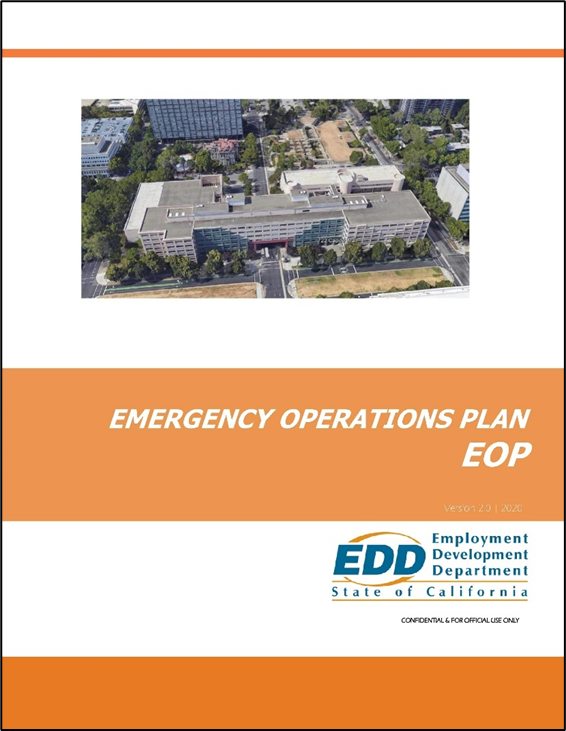 EMERGENCY OPERATIONS PLAN
EOP
Version 2.0 | 2020
EDD
Employment
Development
Department
State of California
CONFIDENTIAL & FOR OFFICIAL USE ONLY